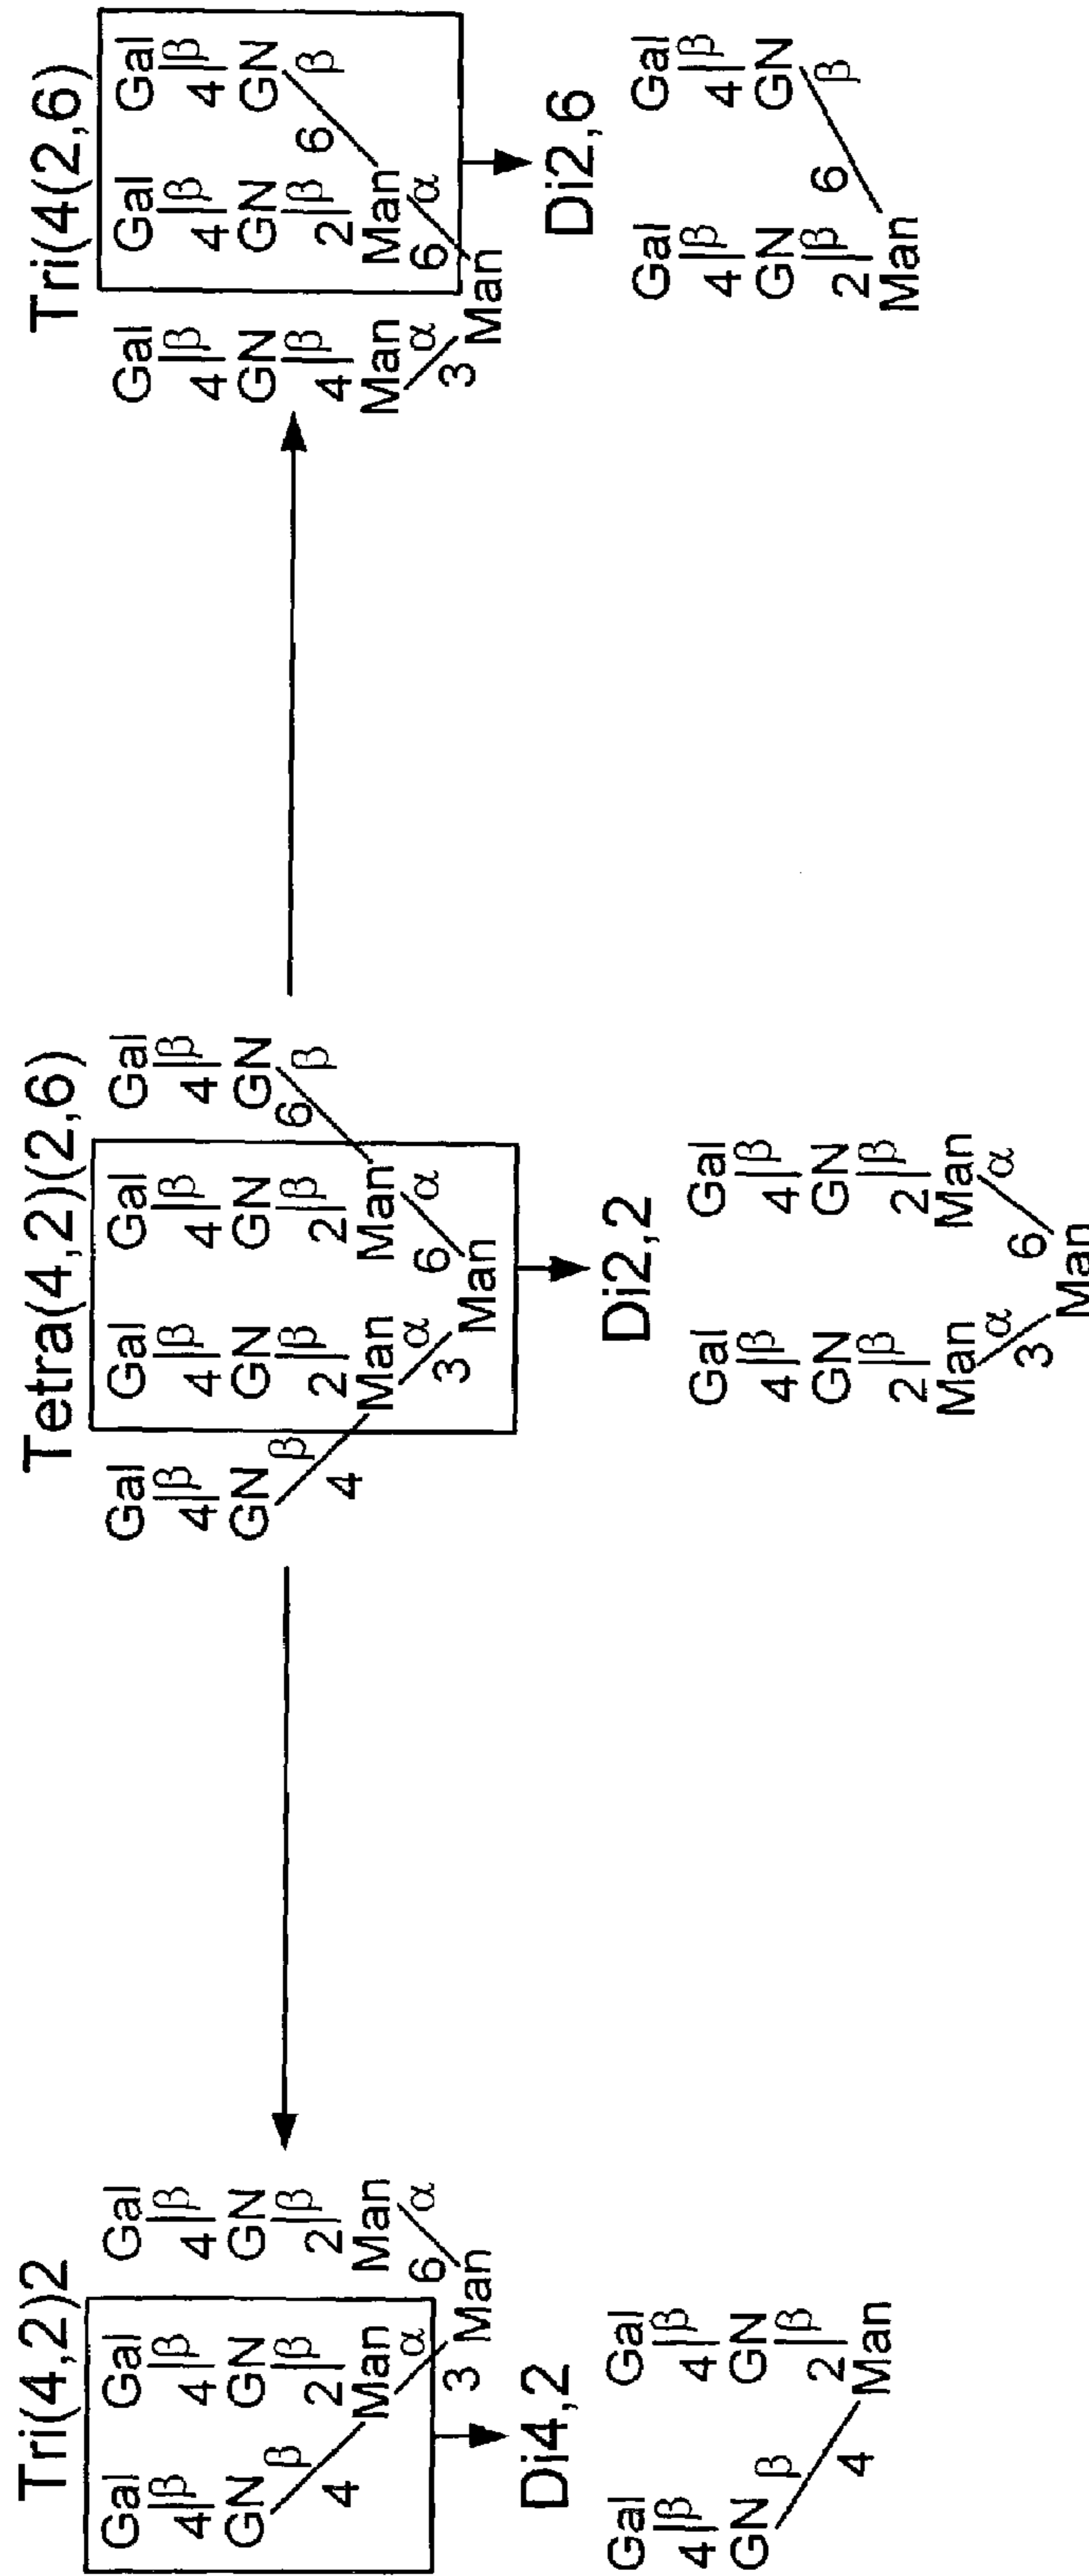 Tri(4,2)2
Gal Gal Gal
4 β 4 β 4 β
GN GN GN
β 2 β 2 β
4 Man Man
α 6 α
3 Man
Di4,2
Gal Gal
4 β 4 β
GN GN
β 2 β
4 Man
Tetra(4,2)(2,6)
Gal Gal Gal Gal
4 β 4 β 4 β 4 β
GN GN GN GN
β 2 β 2 β 6 β
4 Man Man
α 6 α
3 Man
Di2,2
Gal Gal
4 β 4 β
GN GN
2 β 2 β
Man Man
α 6 α
3 Man
Tri(4(2,6)
Gal Gal Gal
4 β 4 β 4 β
GN GN GN
4 β 2 β 6 β
Man Man
α 6 α
3 Man
Di2,6
Gal Gal
4 β 4 β
GN GN
2 β 6 β
Man